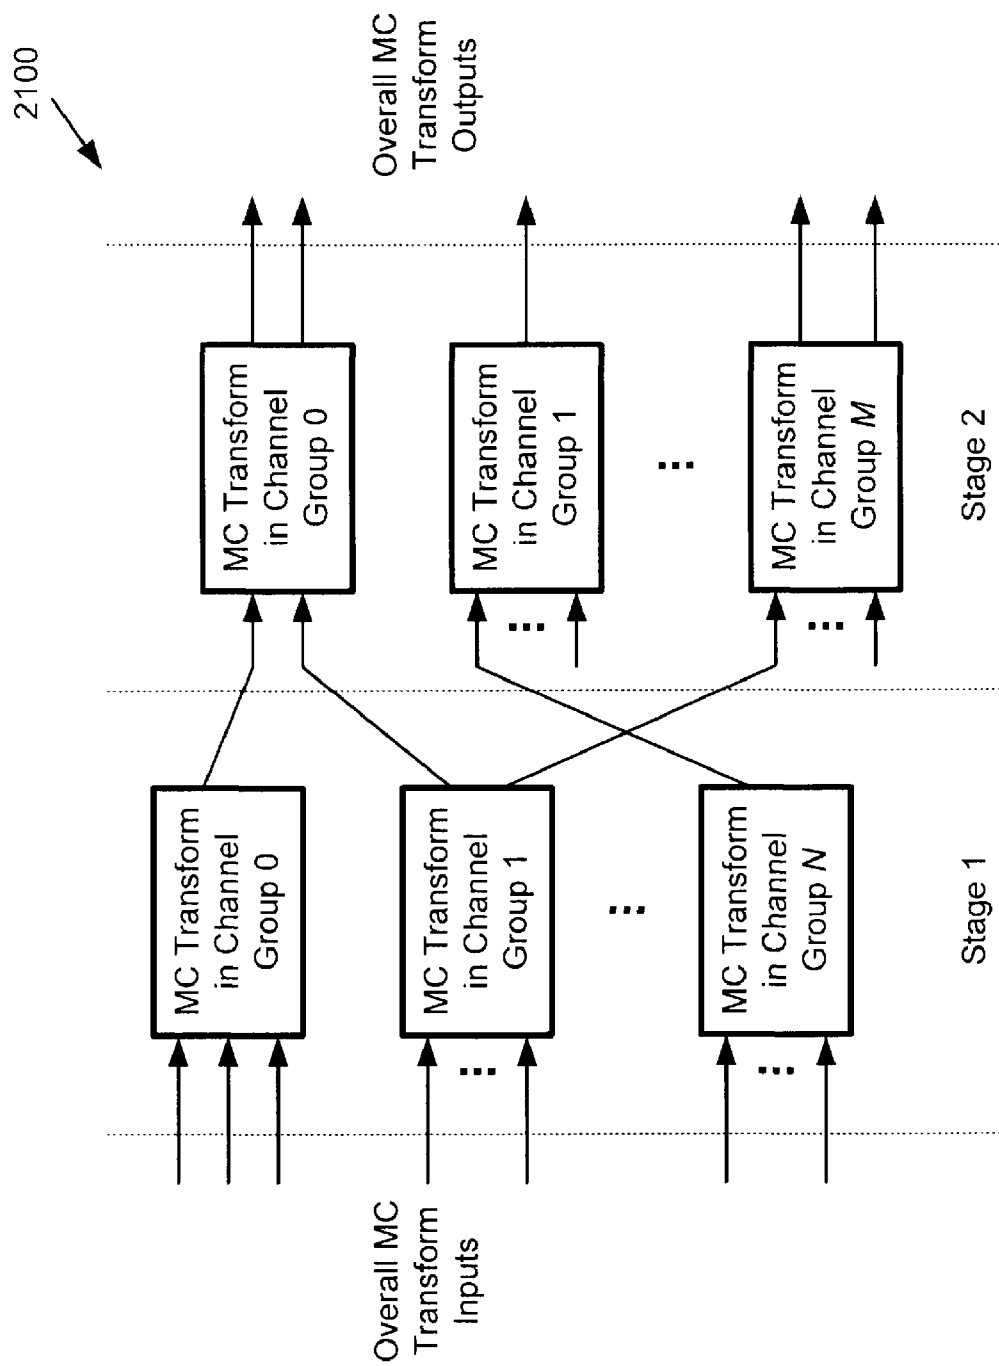 2100
Overall MC
Transform
Inputs
MC Transform
in Channel
Group 0
MC Transform
in Channel
Group 1
...
MC Transform
in Channel
Group N
Stage 1
...
...
MC Transform
in Channel
Group 0
MC Transform
in Channel
Group 1
...
MC Transform
in Channel
Group M
Stage 2
...
...
Overall MC
Transform
Outputs